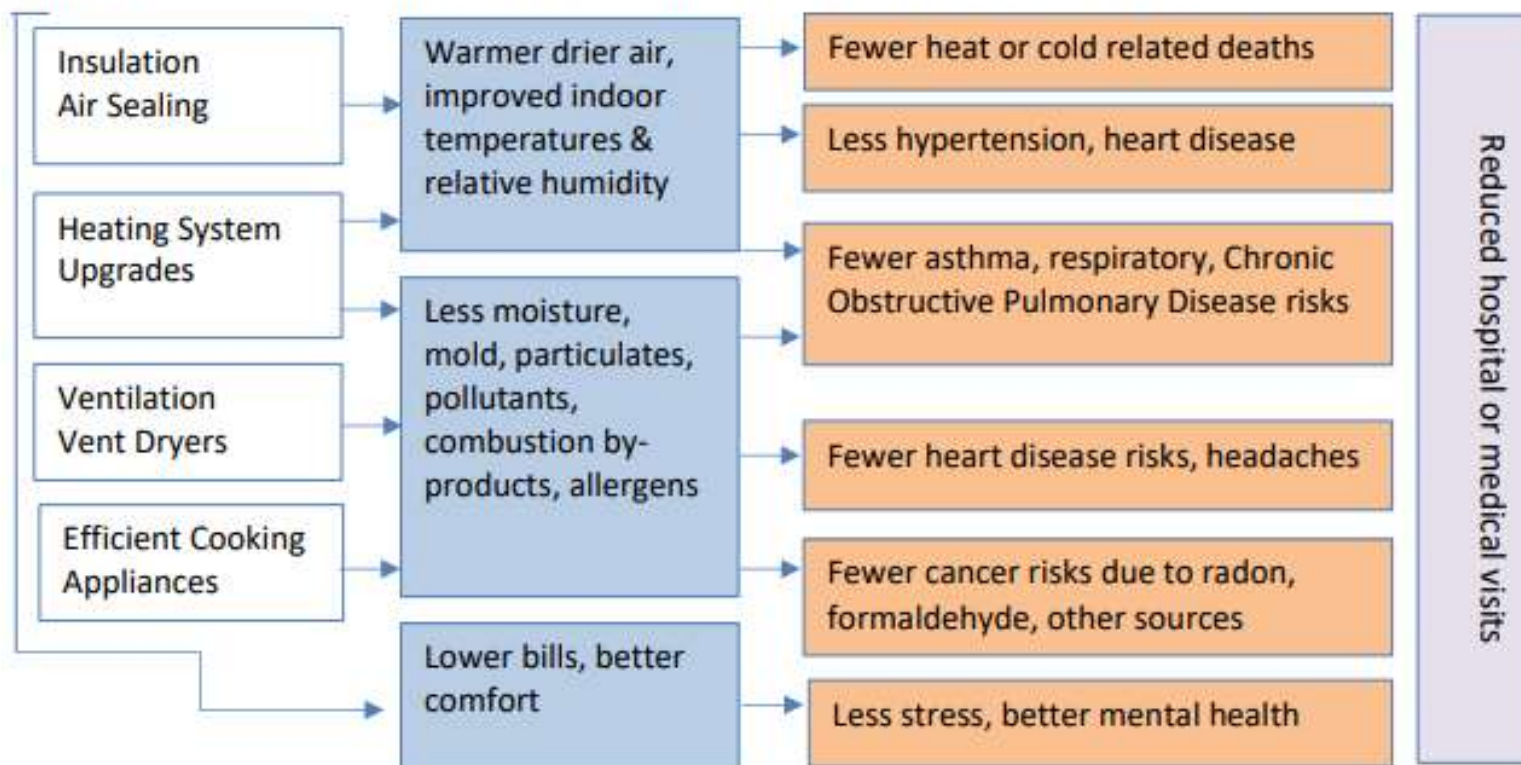 Insulation
Air Sealing
Heating System
Upgrades
Ventilation
Vent Dryers
Efficient Cooking
Appliances
Warmer drier air,
improved indoor
temperatures &
relative humidity
Less moisture,
mold, particulates,
pollutants,
combustion by-
products, allergens
Lower bills, better
comfort
Fewer heat or cold related deaths
Less hypertension, heart disease
Fewer asthma, respiratory, Chronic
Obstructive Pulmonary Disease risks
Fewer heart disease risks, headaches
Fewer cancer risks due to radon,
formaldehyde, other sources
Less stress, better mental health
Reduced hospital or medical visits